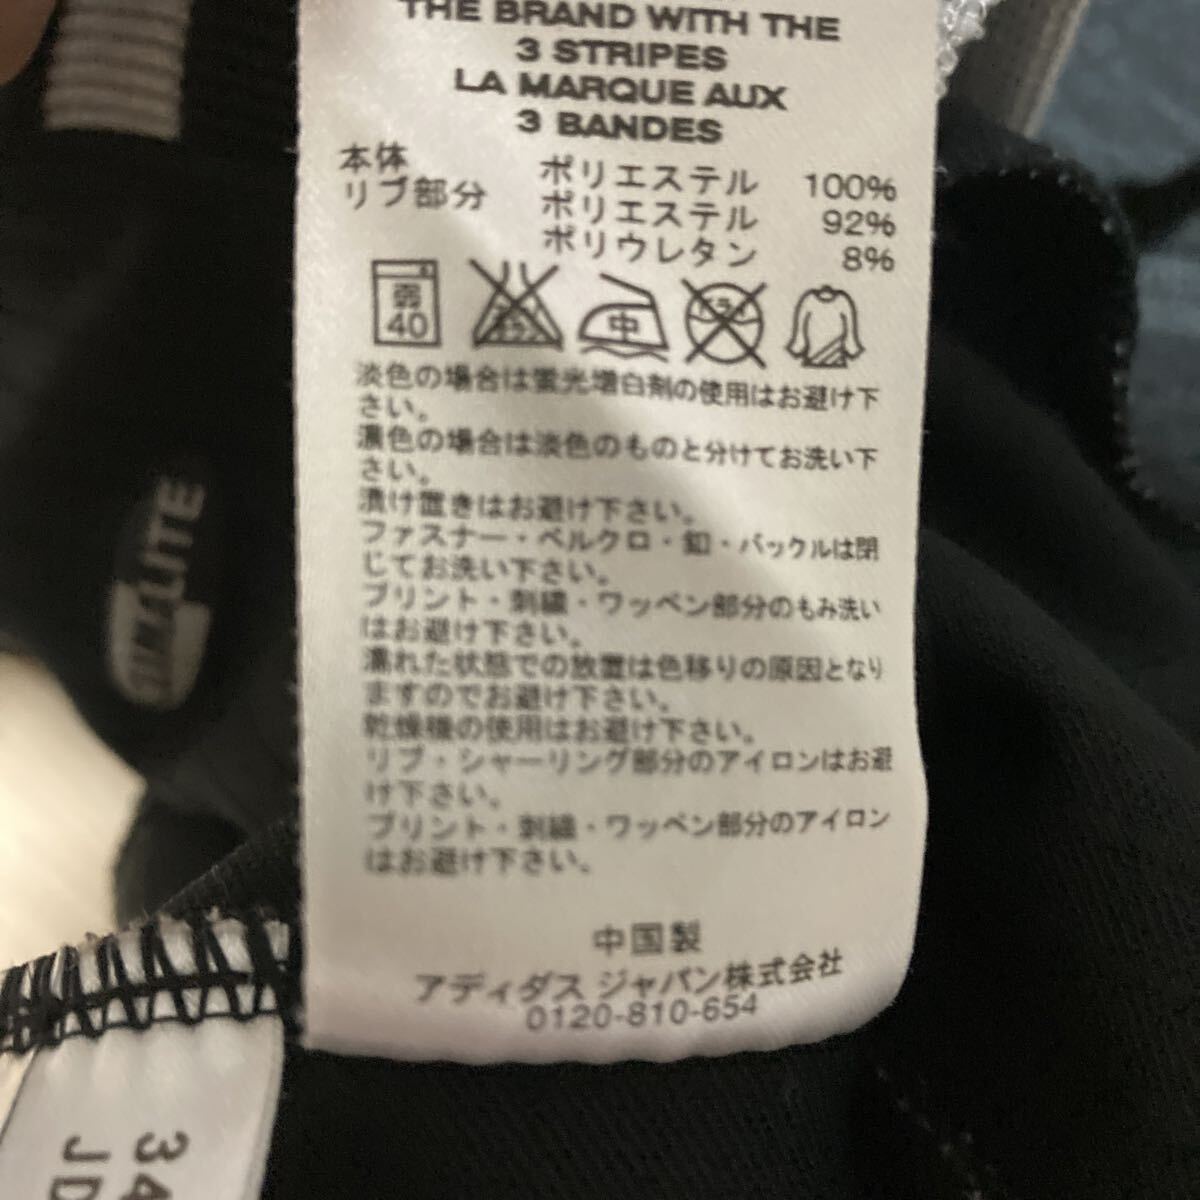 THE BRAND WITH THE
3 STRIPES
LA MARQUE AUX
3 BANDES
本体 ポリエステル 100%
リブ部分 ポリエステル 92%
ポリウレタン 8%
弱
40
中
ドライ
淡色の場合は蛍光増白剤の使用はお避け下
さい。
濃色の場合は淡色のものと分けてお洗い下
さい。
漬け置きはお避け下さい。
ファスナー・ベルクロ・釦・バックルは閉
じてお洗い下さい。
プリント・刺繍・ワッペン部分のもみ洗い
はお避け下さい。
濡れた状態での放置は色移りの原因となり
ますのでお避け下さい。
乾燥機の使用はお避け下さい。
リブ・シャーリング部分のアイロンはお避
け下さい。
プリント・刺繍・ワッペン部分のアイロン
はお避け下さい。
中国製
アディダス ジャパン株式会社
0120-810-654
34
JD